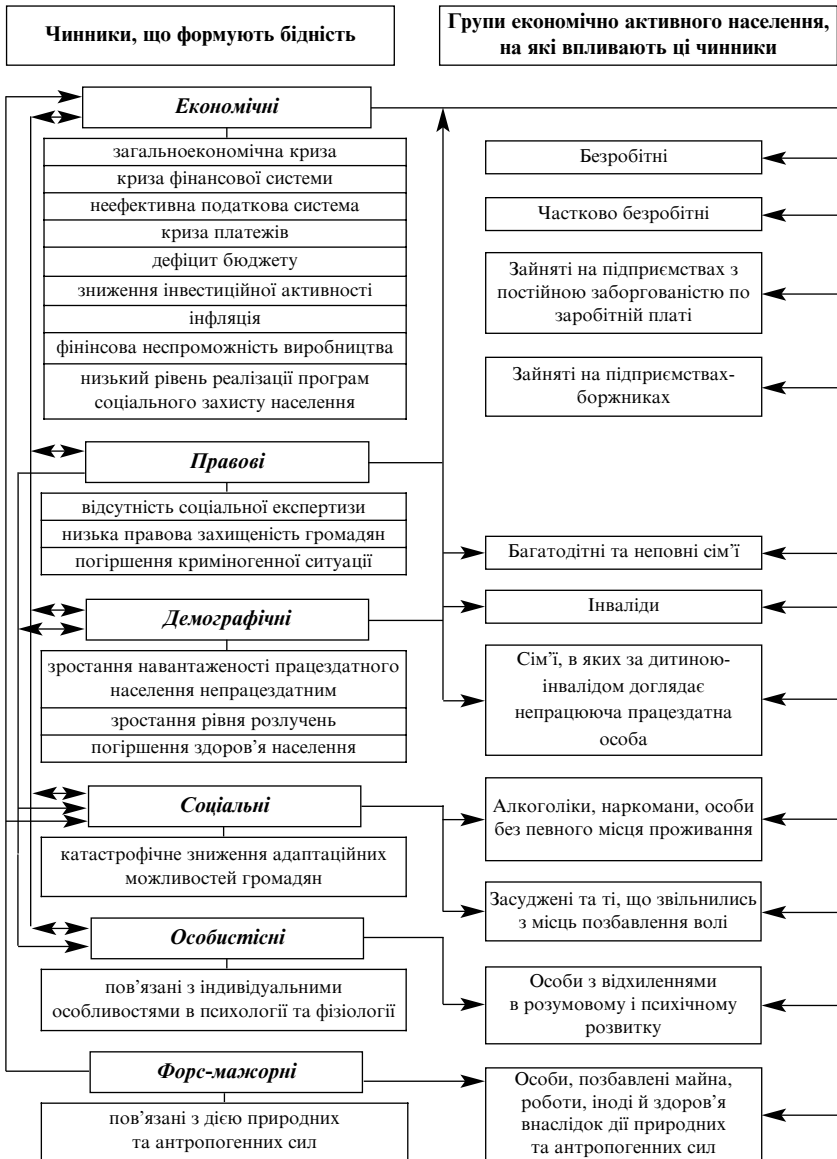 Чинники, що формують бідність
Групи економічно активного населення,
на які впливають ці чинники
Економічні
загальноекономічна криза
криза фінансової системи
неефективна податкова система
криза платежів
дефіцит бюджету
зниження інвестиційної активності
інфляція
фінінсова неспроможність виробництва
низький рівень реалізації програм
соціального захисту населення
Правові
відсутність соціальної експертизи
низька правова захищеність громадян
погіршення криміногенної ситуації
Демографічні
зростання навантаженості працездатного
населення непрацездатним
зростання рівня розлучень
погіршення здоров'я населення
Соціальні
катастрофічне зниження адаптаційних
можливостей громадян
Особистісні
пов'язані з індивідуальними
особливостями в психології та фізіології
Форс-мажорні
пов'язані з дією природних
та антропогенних сил
Безробітні
Частково безробітні
Зайняті на підприємствах з
постійною заборгованістю по
заробітній платі
Зайняті на підприємствах-
боржниках
Багатодітні та неповні сім'ї
Інваліди
Сім'ї, в яких за дитиною-
інвалідом доглядає
непрацююча працездатна
особа
Алкоголіки, наркомани, особи
без певного місця проживання
Засуджені та ті, що звільнились
з місць позбавлення волі
Особи з відхиленнями
в розумовому і психічному
розвитку
Особи, позбавлені майна,
роботи, іноді й здоров'я
внаслідок дії природних
та антропогенних сил